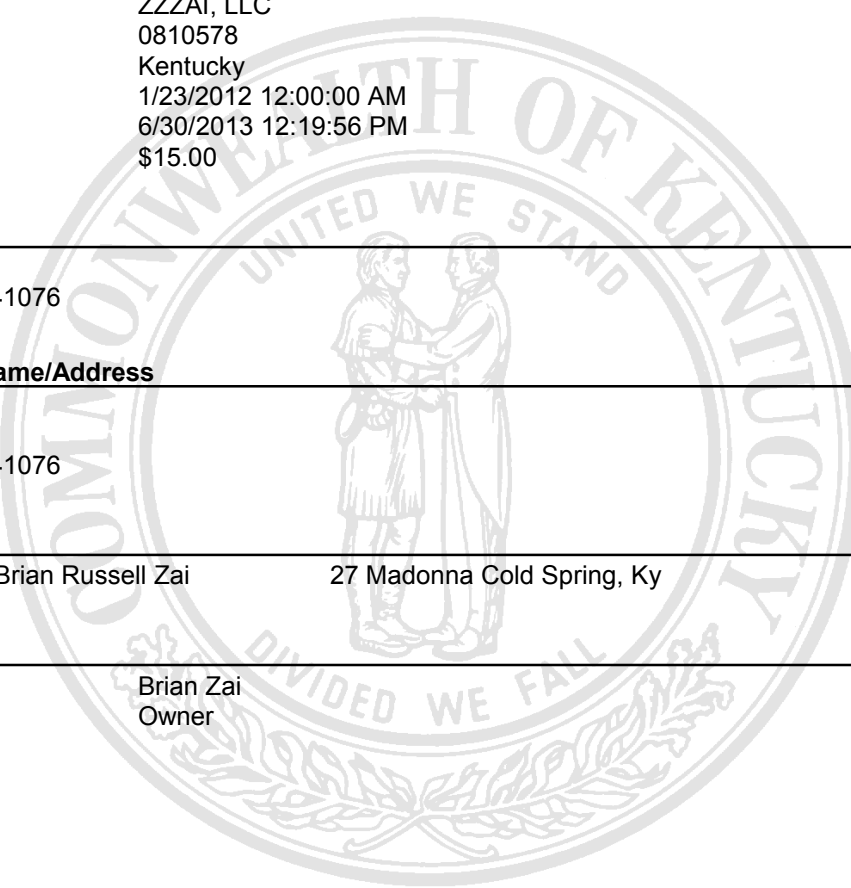 ZZZAI, LLC
0810578
Kentucky
1/23/2012 12:00:00 AM
6/30/2013 12:19:56 PM
$15.00
COMMONWEALTH OF KENTUCKY
UNITED WE STAND
41076
ame/Address
41076
Brian Russell Zai 27 Madonna Cold Spring, Ky
DIVIDED WE FALL
Brian Zai
Owner